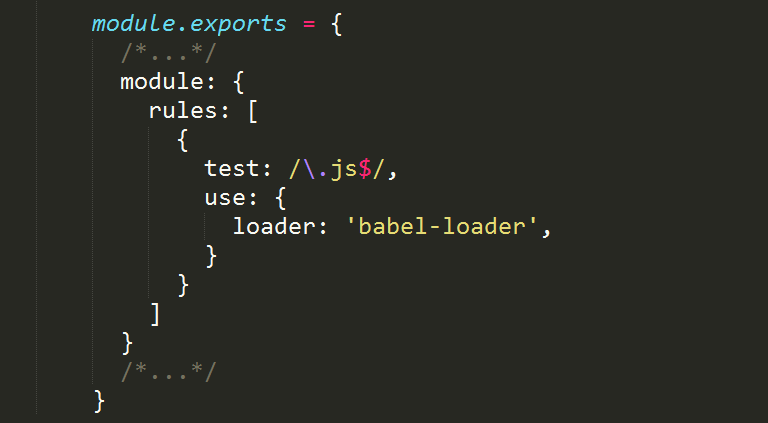 module.exports = {
  /*...*/
  module: {
    rules: [
      {
        test: /\.js$/,
        use: {
          loader: 'babel-loader',
        }
      }
    ]
  }
  /*...*/
}